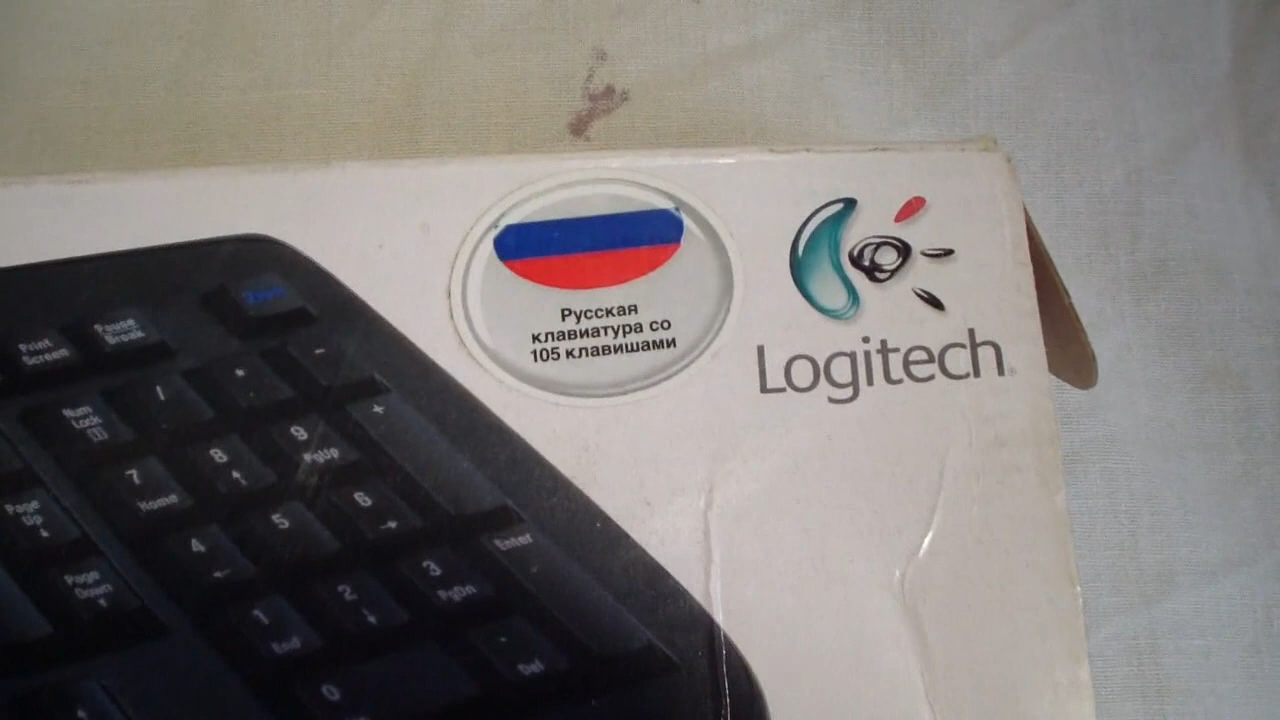 Русская
клавиатура со
105 клавишами
Logitech
Print
Screen
Pause
Break
Num
Lock
/
*
-
7
Home
8
9
PgUp
+
Page
Up
4
5
6
Page
Down
1
End
2
3
PgDn
Enter
0
.
Del